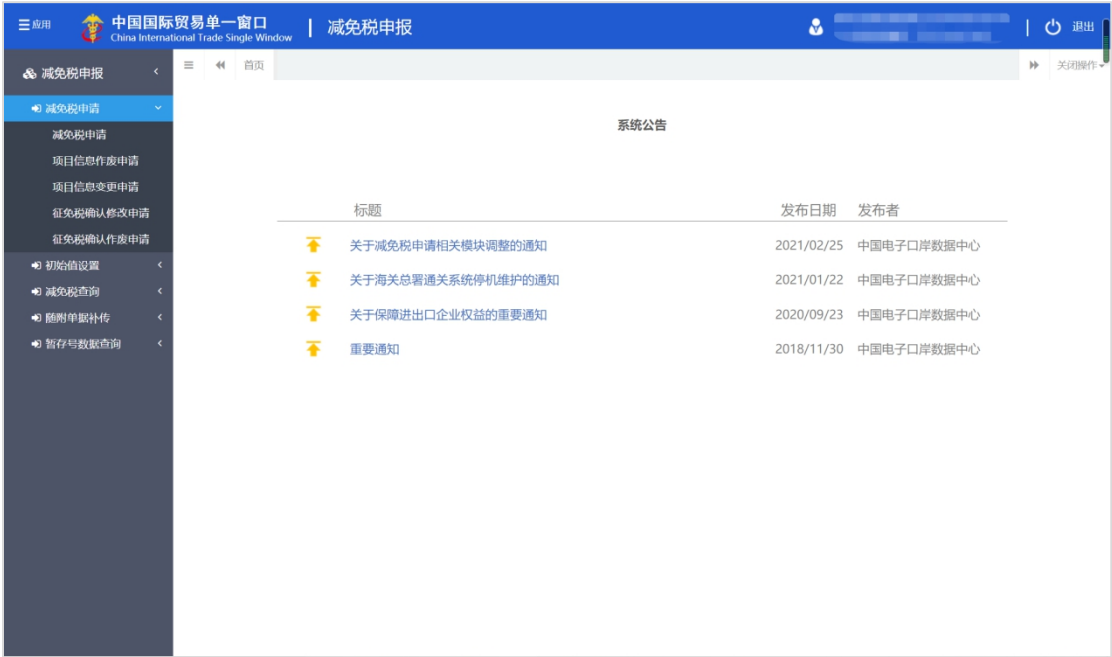 应用
中国国际贸易单一窗口
China International Trade Single Window
减免税申报
退出
减免税申报
首页
关闭操作
减免税申请
减免税申请
项目信息作废申请
项目信息变更申请
征免税确认修改申请
征免税确认作废申请
初始值设置
减免税查询
随附单据补传
暂存号数据查询
系统公告
标题 发布日期 发布者
关于减免税申请相关模块调整的通知 2021/02/25 中国电子口岸数据中心
关于海关总署通关系统停机维护的通知 2021/01/22 中国电子口岸数据中心
关于保障进出口企业权益的重要通知 2020/09/23 中国电子口岸数据中心
重要通知 2018/11/30 中国电子口岸数据中心